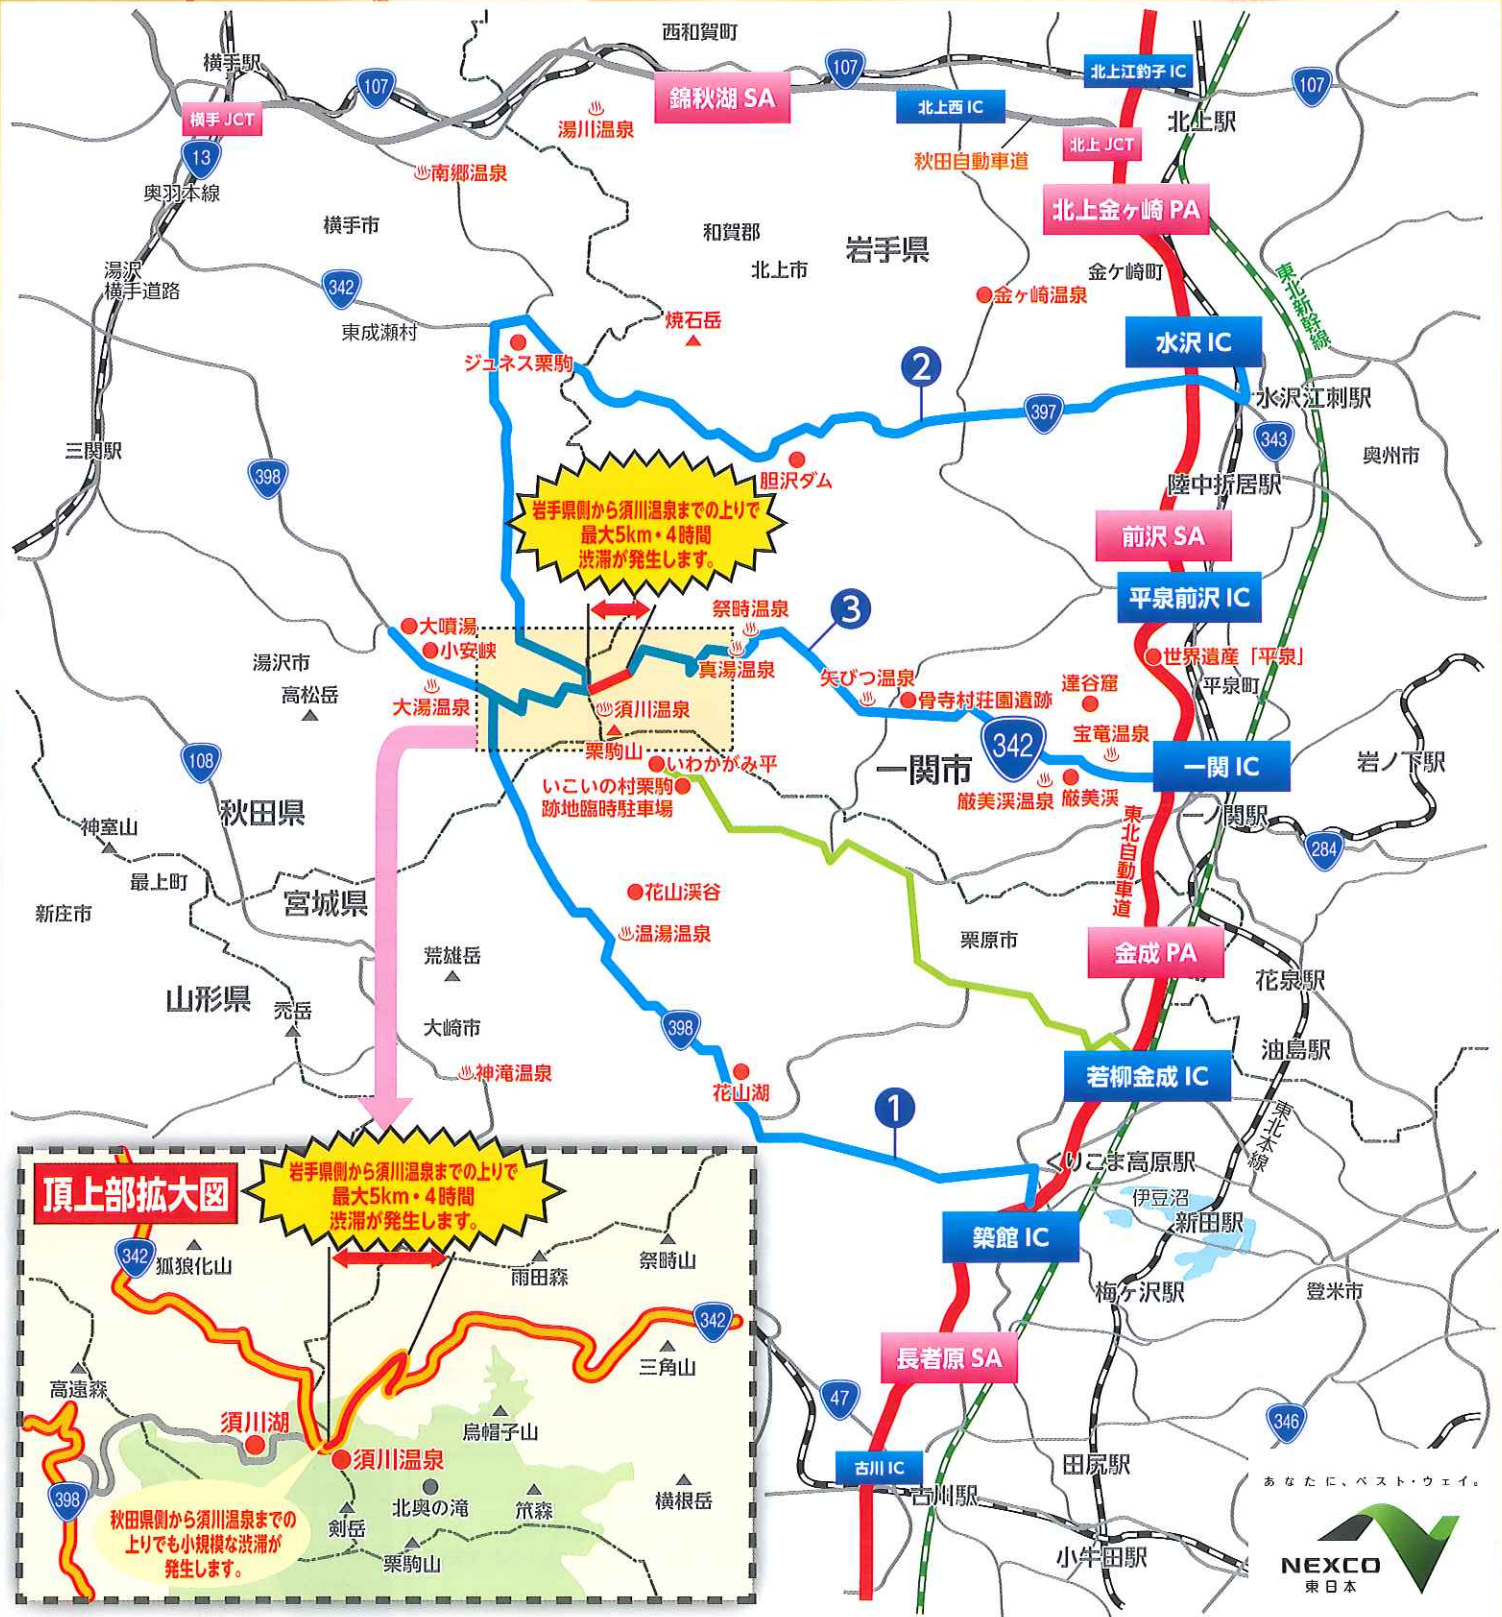 西和賀町
横手駅
107
107
北上江釣子 IC
107
錦秋湖 SA
北上西 IC
横手 JCT
湯川温泉
北上駅
北上 JCT
秋田自動車道
13
南郷温泉
奥羽本線
北上金ヶ崎 PA
横手市
和賀郡
岩手県
北上市
湯沢
横手道路
金ケ崎町
東北新幹線
342
金ヶ崎温泉
東成瀬村
焼石岳
水沢 IC
ジュネス栗駒
2
397
水沢江刺駅
343
三関駅
奥州市
398
胆沢ダム
陸中折居駅
岩手県側から須川温泉までの上りで
最大5km・4時間
渋滞が発生します。
前沢 SA
平泉前沢 IC
祭畤温泉
3
大噴湯
小安峡
真湯温泉
世界遺産「平泉」
湯沢市
高松岳
大湯温泉
矢びつ温泉
骨寺村荘園遺跡
達谷窟
平泉町
須川温泉
栗駒山
342
宝竜温泉
108
いわかがみ平
一関市
一関 IC
岩ノ下駅
いこいの村栗駒
跡地臨時駐車場
厳美渓温泉
厳美渓
秋田県
神室山
東北自動車道
一ノ関駅
284
最上町
新庄市
宮城県
花山渓谷
温湯温泉
栗原市
荒雄岳
金成 PA
花泉駅
山形県
禿岳
大崎市
398
油島駅
神滝温泉
花山湖
若柳金成 IC
1
東北本線
くりこま高原駅
伊豆沼
新田駅
築館 IC
梅ヶ沢駅
登米市
長者原 SA
47
346
古川 IC
田尻駅
古川駅
小牛田駅
頂上部拡大図
岩手県側から須川温泉までの上りで
最大5km・4時間
渋滞が発生します。
342
狐狼化山
雨田森
祭畤山
342
三角山
高遠森
須川湖
烏帽子山
須川温泉
398
北奥の滝
笊森
横根岳
剣岳
栗駒山
秋田県側から須川温泉までの
上りでも小規模な渋滞が
発生します。
あなたに、ベスト・ウェイ。
NEXCO
東日本